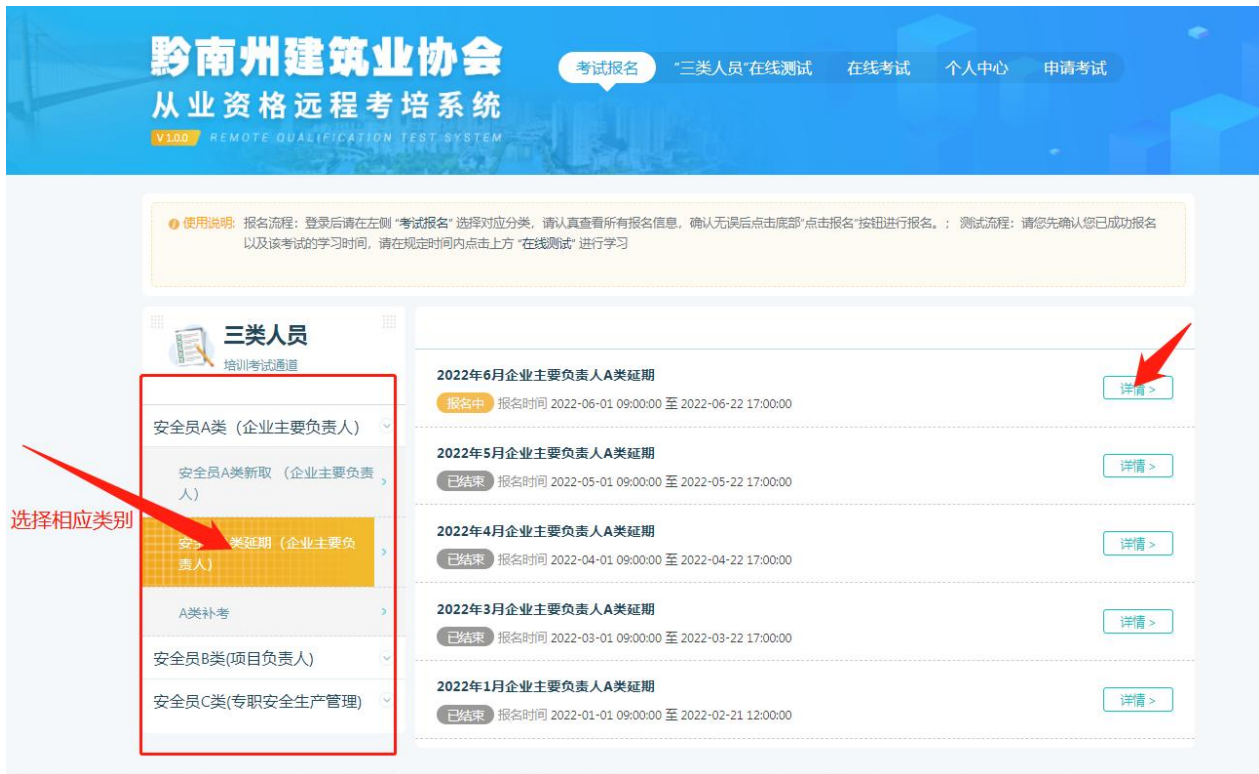 黔南州建筑业协会
从业资格远程考培系统
V1.0.0 REMOTE QUALIFICATION TEST SYSTEM
考试报名 "三类人员"在线测试 在线考试 个人中心 申请考试
使用说明: 报名流程：登录后请在左侧 "考试报名" 选择对应分类，请认真查看所有报名信息，确认无误后点击底部"点击报名"按钮进行报名。； 测试流程：请您先确认您已成功报名
以及该考试的学习时间，请在规定时间内点击上方 "在线测试" 进行学习
三类人员
培训考试通道
安全员A类（企业主要负责人）
安全员A类新取 （企业主要负责
人）
类延期（企业主要负
责人）
A类补考
安全员B类(项目负责人)
安全员C类(专职安全生产管理)
选择相应类别
2022年6月企业主要负责人A类延期
报名中 报名时间 2022-06-01 09:00:00 至 2022-06-22 17:00:00
详情 >
2022年5月企业主要负责人A类延期
已结束 报名时间 2022-05-01 09:00:00 至 2022-05-22 17:00:00
详情 >
2022年4月企业主要负责人A类延期
已结束 报名时间 2022-04-01 09:00:00 至 2022-04-22 17:00:00
详情 >
2022年3月企业主要负责人A类延期
已结束 报名时间 2022-03-01 09:00:00 至 2022-03-22 17:00:00
详情 >
2022年1月企业主要负责人A类延期
已结束 报名时间 2022-01-01 09:00:00 至 2022-02-21 12:00:00
详情 >